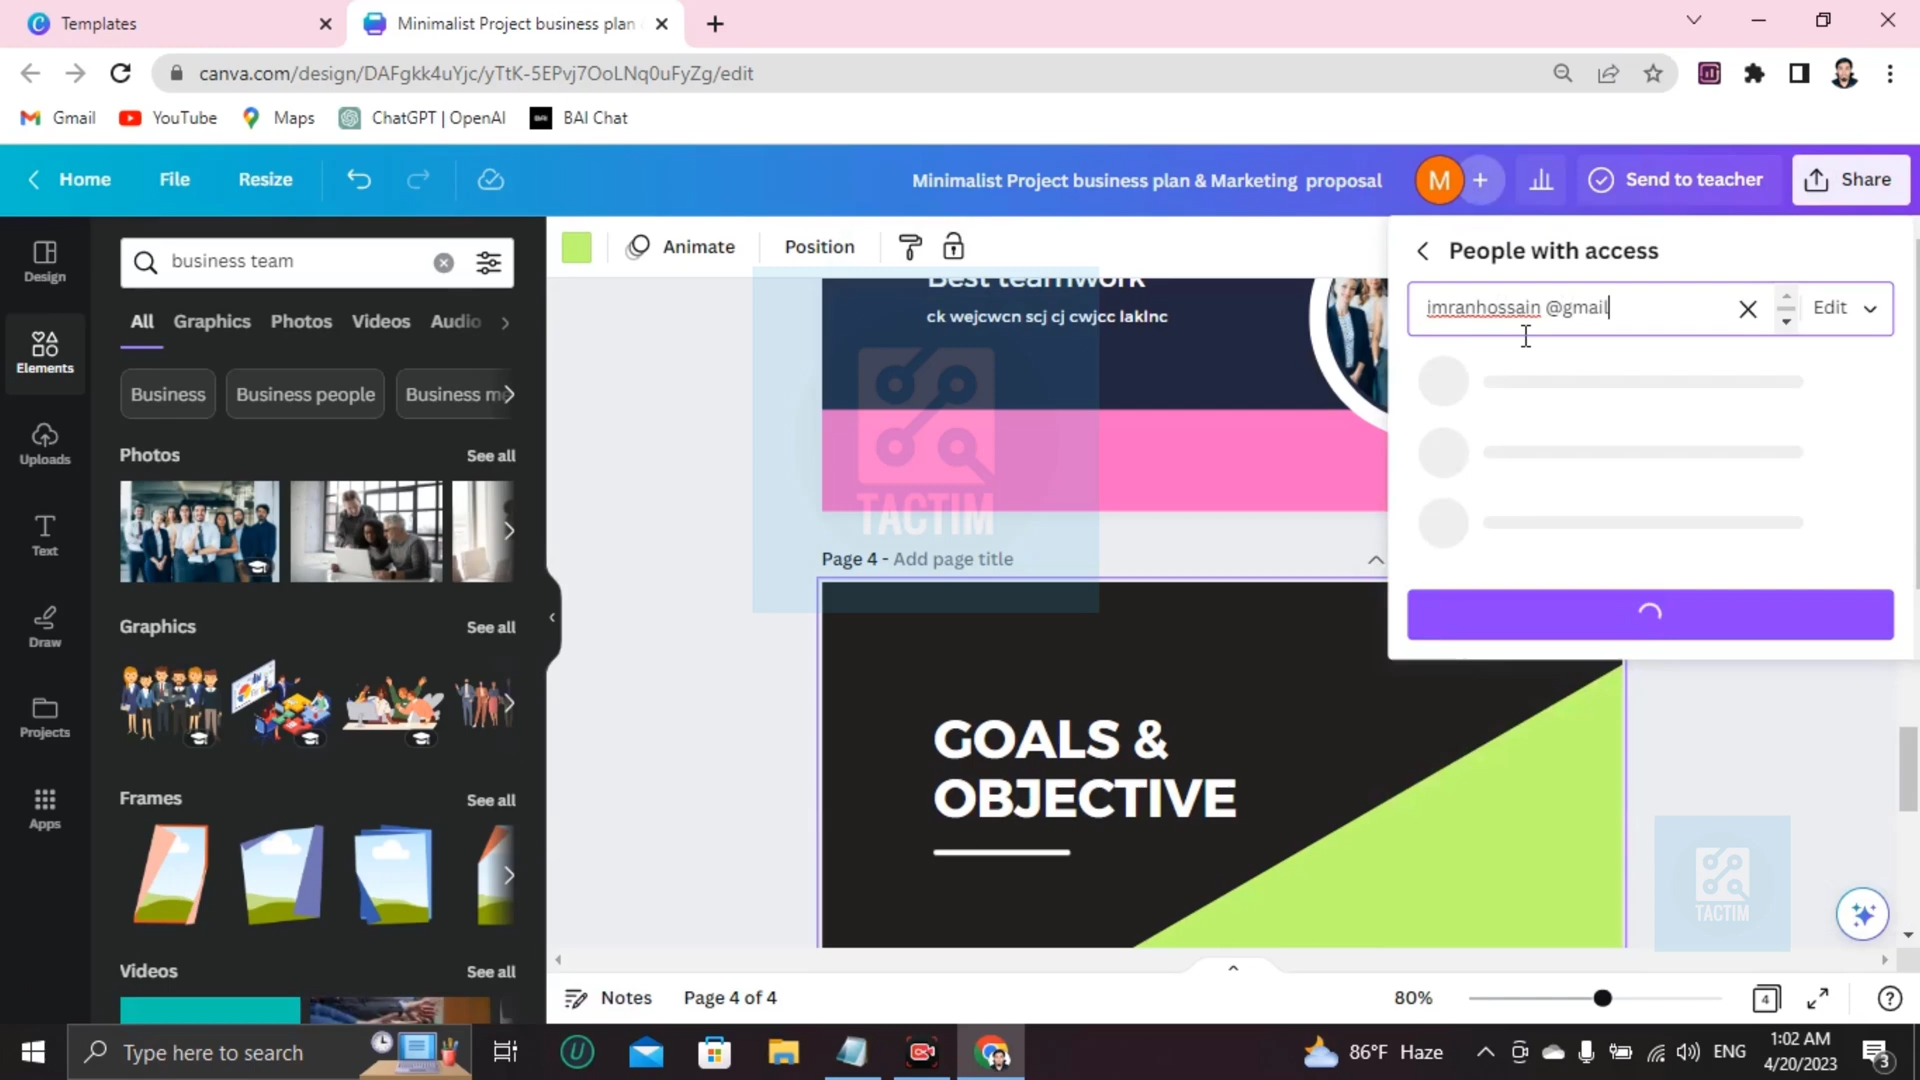 Templates
Minimalist Project business plan
canva.com/design/DAFgkk4uYjc/yTtK-5EPvj7OoLNq0uFyZg/edit
Gmail
YouTube
Maps
ChatGPT | OpenAI
BAI Chat
Home
File
Resize
Minimalist Project business plan & Marketing proposal
M
Send to teacher
Share
Design
Elements
Uploads
Text
Draw
Projects
Apps
business team
All
Graphics
Photos
Videos
Audio
Business
Business people
Business me
Photos
See all
Graphics
See all
Frames
See all
Videos
See all
Animate
Position
Best teamwork
ck wejcwcn scj cj cwjcc laklnc
TACTIM
Page 4 - Add page title
GOALS &
OBJECTIVE
People with access
imranhossain @gmail
Edit
TACTIM
Notes
Page 4 of 4
80%
4
Type here to search
86°F Haze
ENG
1:02 AM
4/20/2023
3